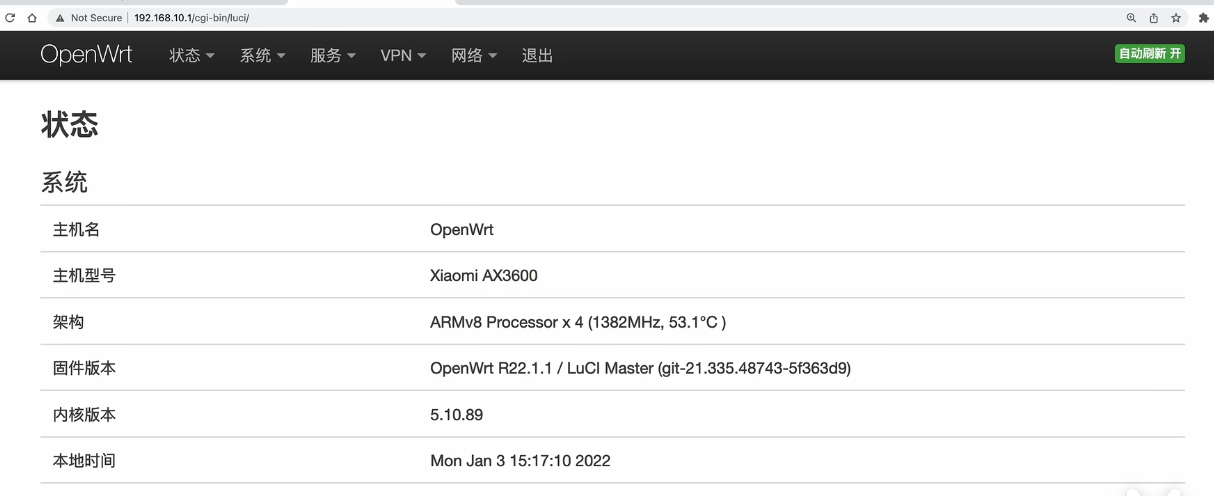 Not Secure 192.168.10.1/cgi-bin/luci/
OpenWrt 状态 系统 服务 VPN 网络 退出 自动刷新 开
状态
系统
主机名 OpenWrt
主机型号 Xiaomi AX3600
架构 ARMv8 Processor x 4 (1382MHz, 53.1°C )
固件版本 OpenWrt R22.1.1 / LuCI Master (git-21.335.48743-5f363d9)
内核版本 5.10.89
本地时间 Mon Jan 3 15:17:10 2022